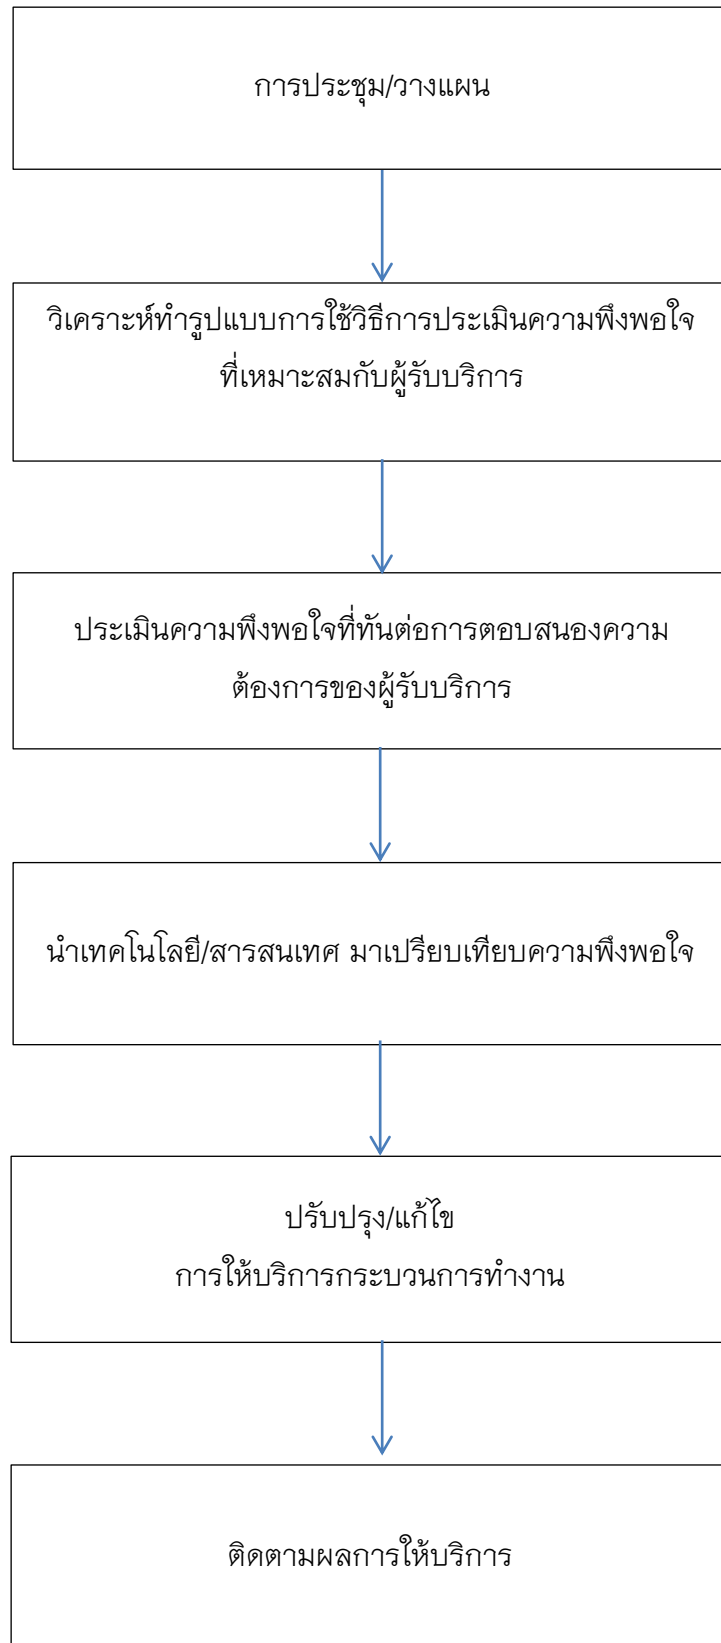 การประชุม/วางแผน
วิเคราะห์ทำรูปแบบการใช้วิธีการประเมินความพึงพอใจ
ที่เหมาะสมกับผู้รับบริการ
ประเมินความพึงพอใจที่ทันต่อการตอบสนองความ
ต้องการของผู้รับบริการ
นำเทคโนโลยี/สารสนเทศ มาเปรียบเทียบความพึงพอใจ
ปรับปรุง/แก้ไข
การให้บริการกระบวนการทำงาน
ติดตามผลการให้บริการ